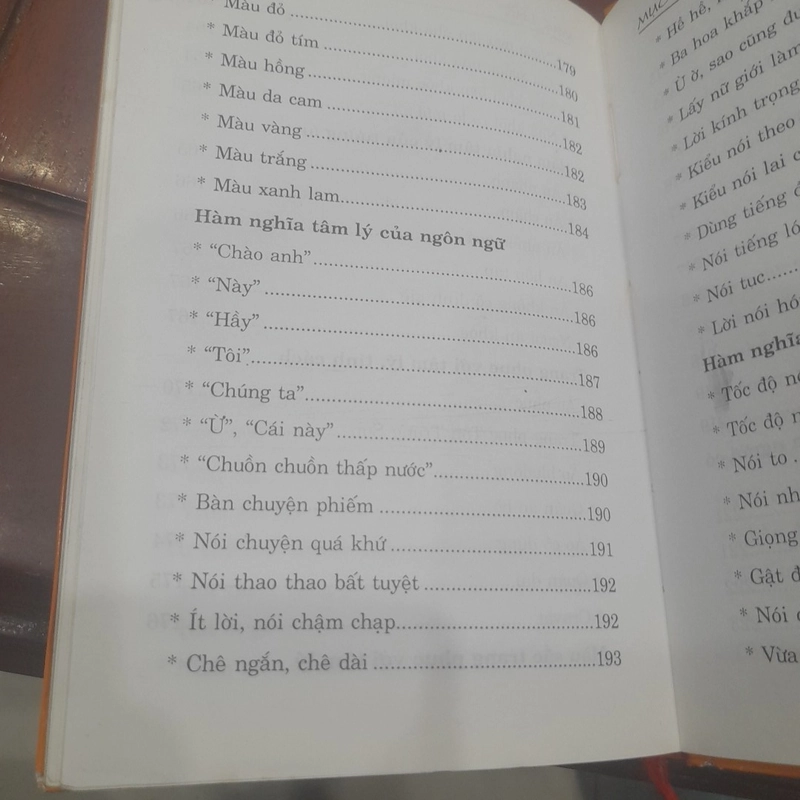 * Màu đỏ
* Màu đỏ tím ........ 179
* Màu hồng ........ 180
* Màu da cam ........ 181
* Màu vàng ........ 182
* Màu trắng ........ 182
* Màu xanh lam ........ 183
184
Hàm nghĩa tâm lý của ngôn ngữ
* “Chào anh” ........ 186
* “Này” ........ 186
* “Hầy” ........ 186
* “Tôi” ........ 187
* “Chúng ta” ........ 188
* “Ừ”, “Cái này” ........ 189
* “Chuồn chuồn thấp nước” ........ 190
* Bàn chuyện phiếm ........ 190
* Nói chuyện quá khứ ........ 191
* Nói thao thao bất tuyệt ........ 192
* Ít lời, nói chậm chạp ........ 192
* Chê ngắn, chê dài ........ 193
* Hề hề,
* Ba hoa khắp
* Ừ ờ, sao cũng
* Lấy nữ giới làm
* Lời kính trọng
* Kiểu nói theo
* Kiểu nói lai
* Dùng tiếng
* Nói tiếng
* Nói tục
* Lời nói
Hàm nghĩa
* Tốc độ
* Tốc độ
* Nói to
* Nói
* Giọng
* Gật
* Nói
* Vừa